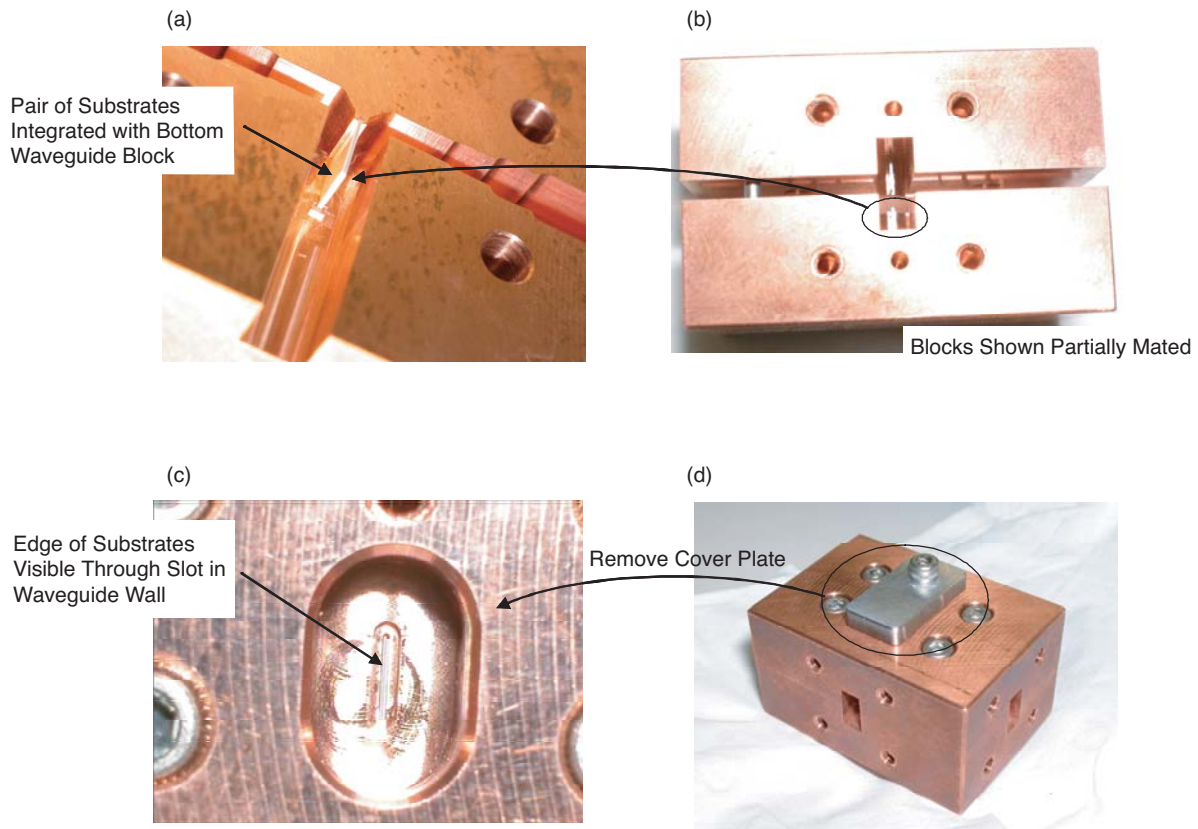 (a)
(b)
Pair of Substrates
Integrated with Bottom
Waveguide Block
Blocks Shown Partially Mated
(c)
(d)
Edge of Substrates
Visible Through Slot in
Waveguide Wall
Remove Cover Plate